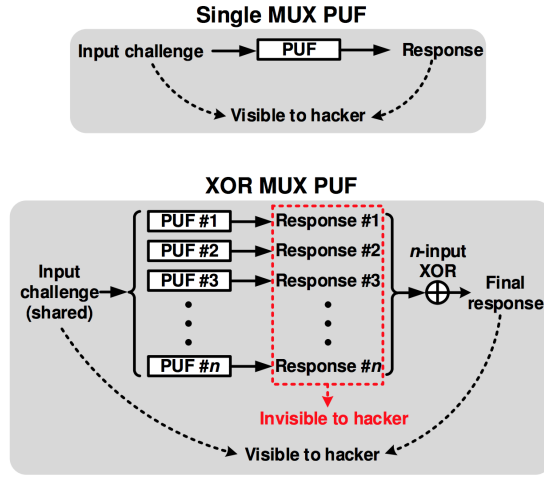 Single MUX PUF
Input challenge
PUF
Response
Visible to hacker
XOR MUX PUF
Input
challenge
(shared)
PUF #1
Response #1
PUF #2
Response #2
PUF #3
Response #3
PUF #n
Response #n
n-input
XOR
Final
response
Invisible to hacker
Visible to hacker